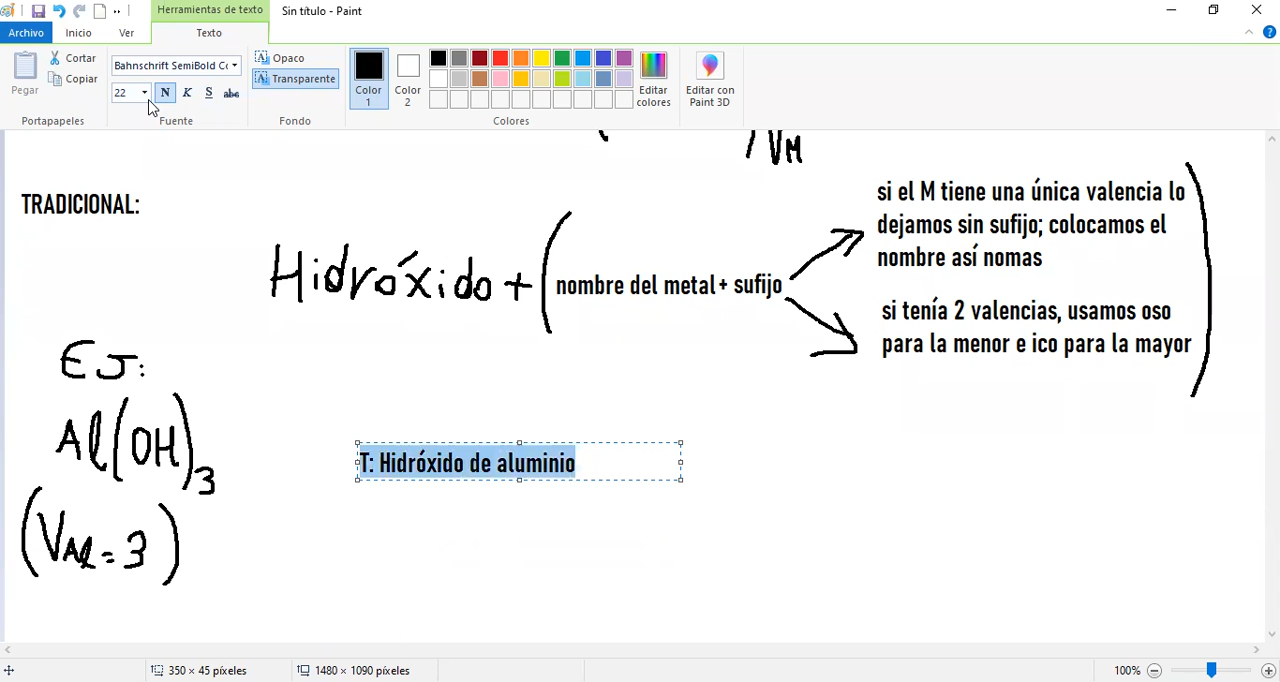 Herramientas de texto
Sin título - Paint
Archivo
Inicio
Ver
Texto
Pegar
Cortar
Copiar
Portapapeles
Bahnschrift SemiBold Co
22
N K S abc
Fuente
Opaco
Transparente
Fondo
Color 1
Color 2
Editar colores
Colores
Editar con Paint 3D
/VM
TRADICIONAL:
Hidróxido + (nombre del metal + sufijo
si el M tiene una única valencia lo
dejamos sin sufijo; colocamos el
nombre así nomas
si tenía 2 valencias, usamos oso
para la menor e ico para la mayor)
EJ:
Al(OH)3
(VAl=3)
T: Hidróxido de aluminio
350 × 45 píxeles
1480 × 1090 píxeles
100%